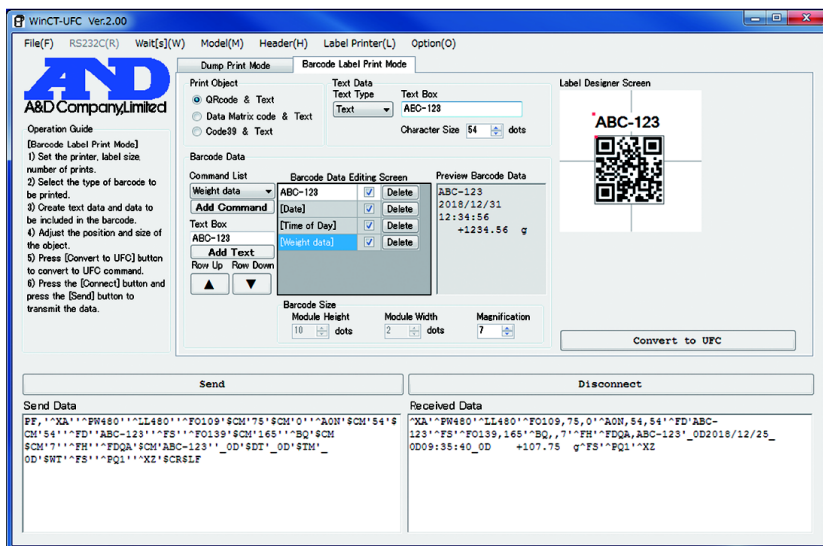 WinCT-UFC Ver.2.00
File(F) RS232C(R) Wait[s](W) Model(M) Header(H) Label Printer(L) Option(O)
AND
A&D Company,Limited
Operation Guide
[Barcode Label Print Mode]
1) Set the printer, label size,
number of prints.
2) Select the type of barcode to
be printed.
3) Create text data and data to
be included in the barcode.
4) Adjust the position and size of
the object.
5) Press [Convert to UFC] button
to convert to UFC command.
6) Press the [Connect] button and
press the [Send] button to
transmit the data.
Dump Print Mode Barcode Label Print Mode
Print Object
QRcode & Text
Data Matrix code & Text
Code39 & Text
Text Data
Text Type Text Box
Text ABC-123
Character Size 54 dots
Barcode Data
Command List
Weight data
Add Command
Text Box
ABC-123
Add Text
Row Up Row Down
▲ ▼
Barcode Data Editing Screen
ABC-123 Delete
[Date] Delete
[Time of Day] Delete
[Weight data] Delete
Preview Barcode Data
ABC-123
2018/12/31
12:34:56
+1234.56 g
Barcode Size
Module Height Module Width Magnification
10 dots 2 dots 7
Label Designer Screen
ABC-123
Convert to UFC
Send Disconnect
Send Data
PF,'^XA''^PW480''^LL480''^FO109'$CM'75'$CM'0''^A0N'$CM'54'$
CM'54''^FD''ABC-123''^FS''^FO139'$CM'165''^BQ'$CM
$CM'7''^FH''^FDQA'$CM'ABC-123''_0D'$DT'_0D'$TM'_
0D'$WT'^FS''^PQ1''^XZ'$CR$LF
Received Data
^XA''^PW480''^LL480'^FO109,75,0'^A0N,54,54'^FD'ABC-
123'^FS'^FO139,165'^BQ,,7'^FH'^FDQA,ABC-123'_0D2018/12/25_
0D09:35:40_0D +107.75 g^FS'^PQ1'^XZ